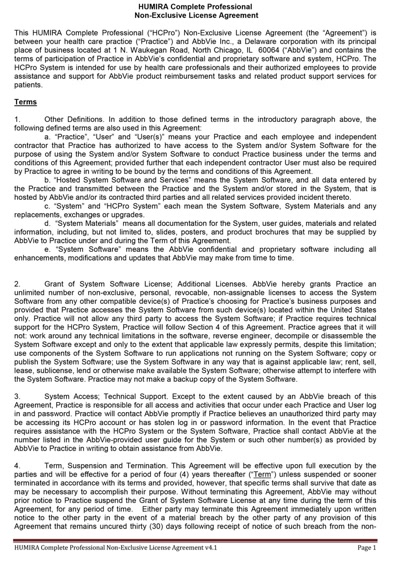 HUMIRA Complete Professional
Non-Exclusive License Agreement
This HUMIRA Complete Professional (“HCPro”) Non-Exclusive License Agreement (the “Agreement”) is
between your health care practice (“Practice”) and AbbVie Inc., a Delaware corporation with its principal
place of business located at 1 N. Waukegan Road, North Chicago, IL 60064 (“AbbVie”) and contains the
terms of participation of Practice in AbbVie’s confidential and proprietary software and system, HCPro. The
HCPro System is intended for use by health care professionals and their authorized employees to provide
assistance and support for AbbVie product reimbursement tasks and related product support services for
patients.
Terms
1. Other Definitions. In addition to those defined terms in the introductory paragraph above, the
following defined terms are also used in this Agreement:
a. “Practice”, “User” and “User(s)” means your Practice and each employee and independent
contractor that Practice has authorized to have access to the System and/or System Software for the
purpose of using the System and/or System Software to conduct Practice business under the terms and
conditions of this Agreement; provided further that each independent contractor User must also be required
by Practice to agree in writing to be bound by the terms and conditions of this Agreement.
b. “Hosted System Software and Services” means the System Software, and all data entered by
the Practice and transmitted between the Practice and the System and/or stored in the System, that is
hosted by AbbVie and/or its contracted third parties and all related services provided incident thereto.
c. “System” and “HCPro System” each mean the System Software, System Materials and any
replacements, exchanges or upgrades.
d. “System Materials” means all documentation for the System, user guides, materials and related
information, including, but not limited to, slides, posters, and product brochures that may be supplied by
AbbVie to Practice under and during the Term of this Agreement.
e. “System Software” means the AbbVie confidential and proprietary software including all
enhancements, modifications and updates that AbbVie may make from time to time.
2. Grant of System Software License; Additional Licenses. AbbVie hereby grants Practice an
unlimited number of non-exclusive, personal, revocable, non-assignable licenses to access the System
Software from any other compatible device(s) of Practice’s choosing for Practice’s business purposes and
provided that Practice accesses the System Software from such device(s) located within the United States
only. Practice will not allow any third party to access the System Software; if Practice requires technical
support for the HCPro System, Practice will follow Section 4 of this Agreement. Practice agrees that it will
not: work around any technical limitations in the software, reverse engineer, decompile or disassemble the
System Software except and only to the extent that applicable law expressly permits, despite this limitation;
use components of the System Software to run applications not running on the System Software; copy or
publish the System Software; use the System Software in any way that is against applicable law; rent, sell,
lease, sublicense, lend or otherwise make available the System Software; otherwise attempt to interfere with
the System Software. Practice may not make a backup copy of the System Software.
3. System Access; Technical Support. Except to the extent caused by an AbbVie breach of this
Agreement, Practice is responsible for all access and activities that occur under each Practice and User log
in and password. Practice will contact AbbVie promptly if Practice believes an unauthorized third party may
be accessing its HCPro account or has stolen log in or password information. In the event that Practice
requires assistance with the HCPro System or the System Software, Practice shall contact AbbVie at the
number listed in the AbbVie-provided user guide for the System or such other number(s) as provided by
AbbVie to Practice in writing to obtain assistance from AbbVie.
4. Term, Suspension and Termination. This Agreement will be effective upon full execution by the
parties and will be effective for a period of four (4) years thereafter (“Term”) unless suspended or sooner
terminated in accordance with its terms and provided, however, that specific terms shall survive that date as
may be necessary to accomplish their purpose. Without terminating this Agreement, AbbVie may without
prior notice to Practice suspend the Grant of System Software License at any time during the term of this
Agreement, for any period of time. Either party may terminate this Agreement immediately upon written
notice to the other party in the event of a material breach by the other party of any provision of this
Agreement that remains uncured thirty (30) days following receipt of notice of such breach from the non-
HUMIRA Complete Professional Non-Exclusive License Agreement v4.1 Page 1